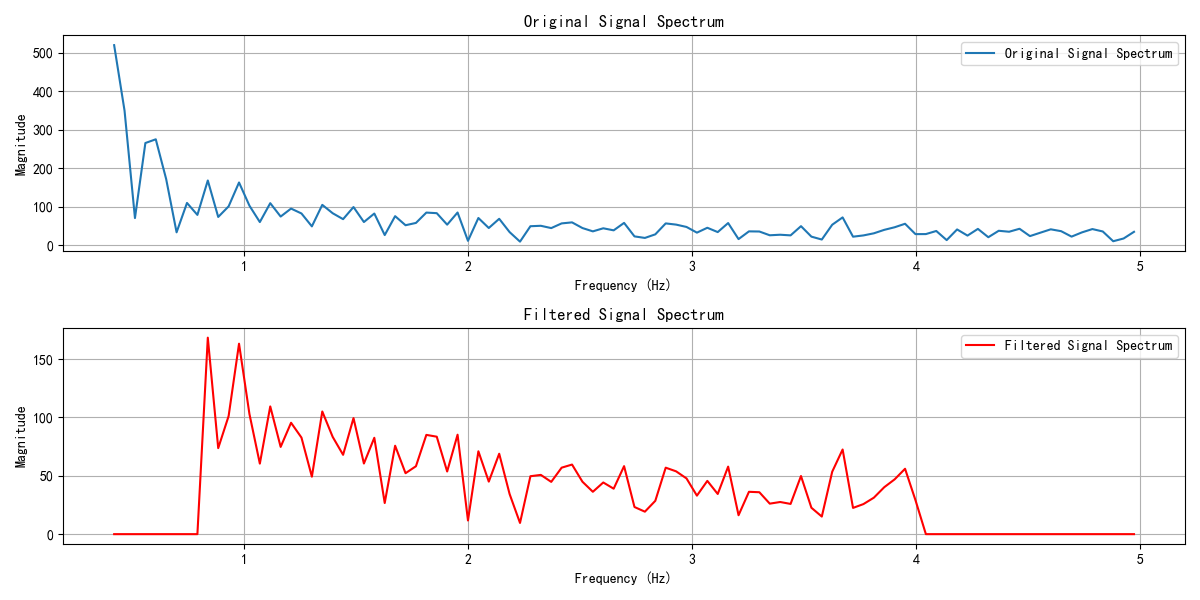 Original Signal Spectrum
500
400
300
200
100
0
Magnitude
Original Signal Spectrum
1
2
3
4
5
Frequency (Hz)
Filtered Signal Spectrum
150
100
50
0
Magnitude
Filtered Signal Spectrum
1
2
3
4
5
Frequency (Hz)